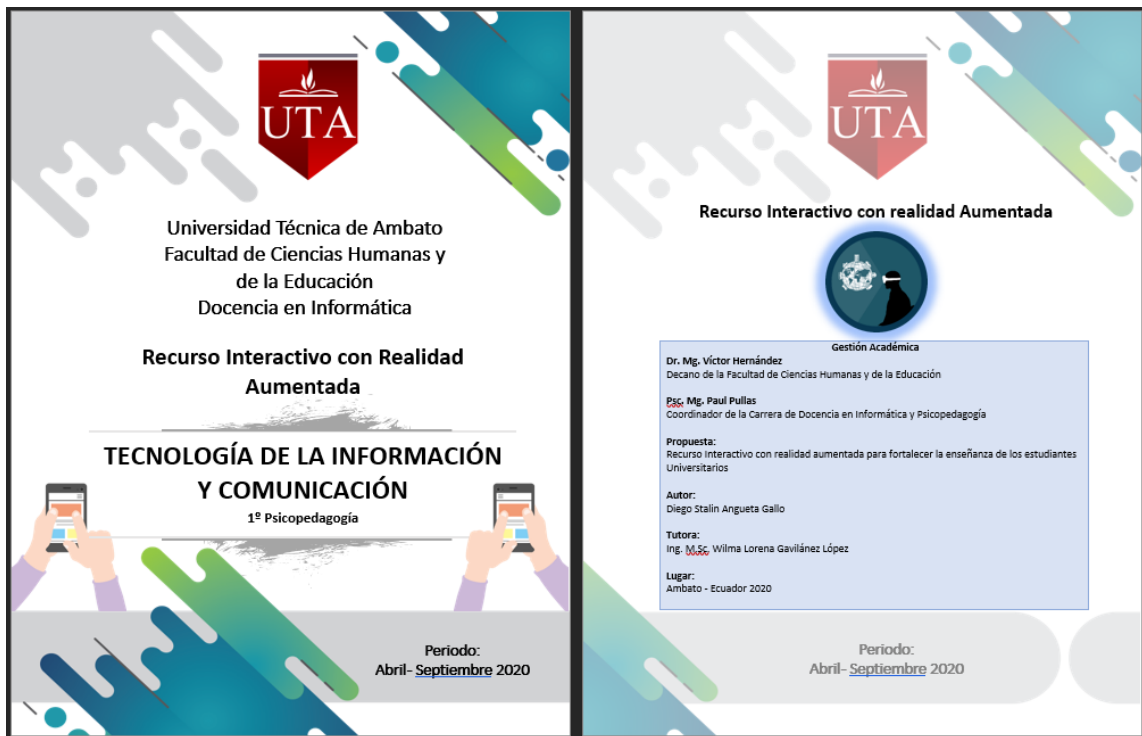 UTA
Universidad Técnica de Ambato
Facultad de Ciencias Humanas y
de la Educación
Docencia en Informática
Recurso Interactivo con Realidad
Aumentada
TECNOLOGÍA DE LA INFORMACIÓN
Y COMUNICACIÓN
1º Psicopedagogía
Periodo:
Abril- Septiembre 2020
UTA
Recurso Interactivo con realidad Aumentada
Gestión Académica
Dr. Mg. Víctor Hernández
Decano de la Facultad de Ciencias Humanas y de la Educación
Psc. Mg. Paul Pullas
Coordinador de la Carrera de Docencia en Informática y Psicopedagogía
Propuesta:
Recurso Interactivo con realidad aumentada para fortalecer la enseñanza de los estudiantes
Universitarios
Autor:
Diego Stalin Angueta Gallo
Tutora:
Ing. M.Sc. Wilma Lorena Gavilánez López
Lugar:
Ambato - Ecuador 2020
Periodo:
Abril- Septiembre 2020